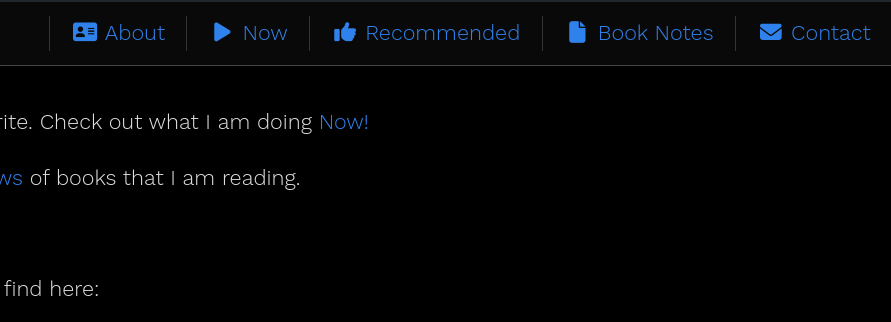 About Now Recommended Book Notes Contact
rite. Check out what I am doing Now!
ws of books that I am reading.
find here: